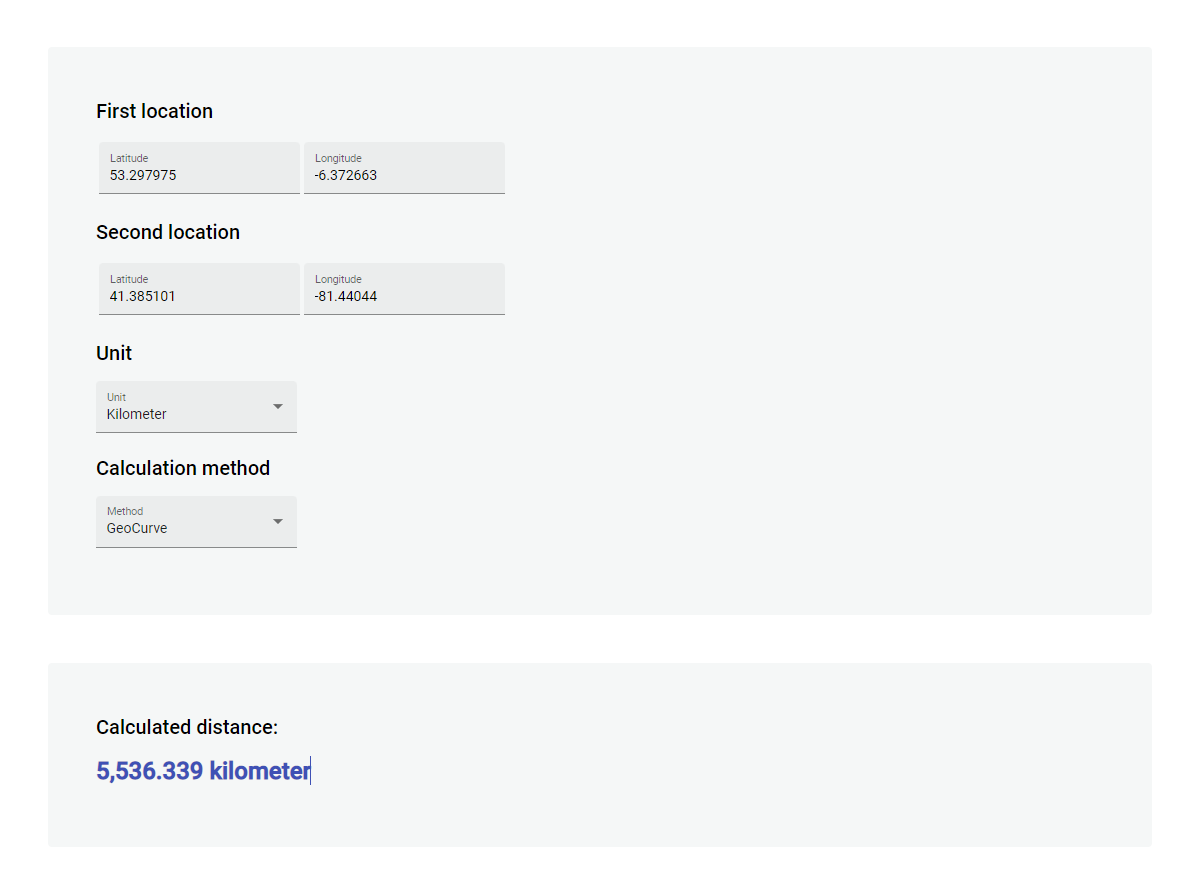 First location
Latitude Longitude
53.297975 -6.372663
Second location
Latitude Longitude
41.385101 -81.44044
Unit
Unit
Kilometer
Calculation method
Method
GeoCurve
Calculated distance:
5,536.339 kilometer